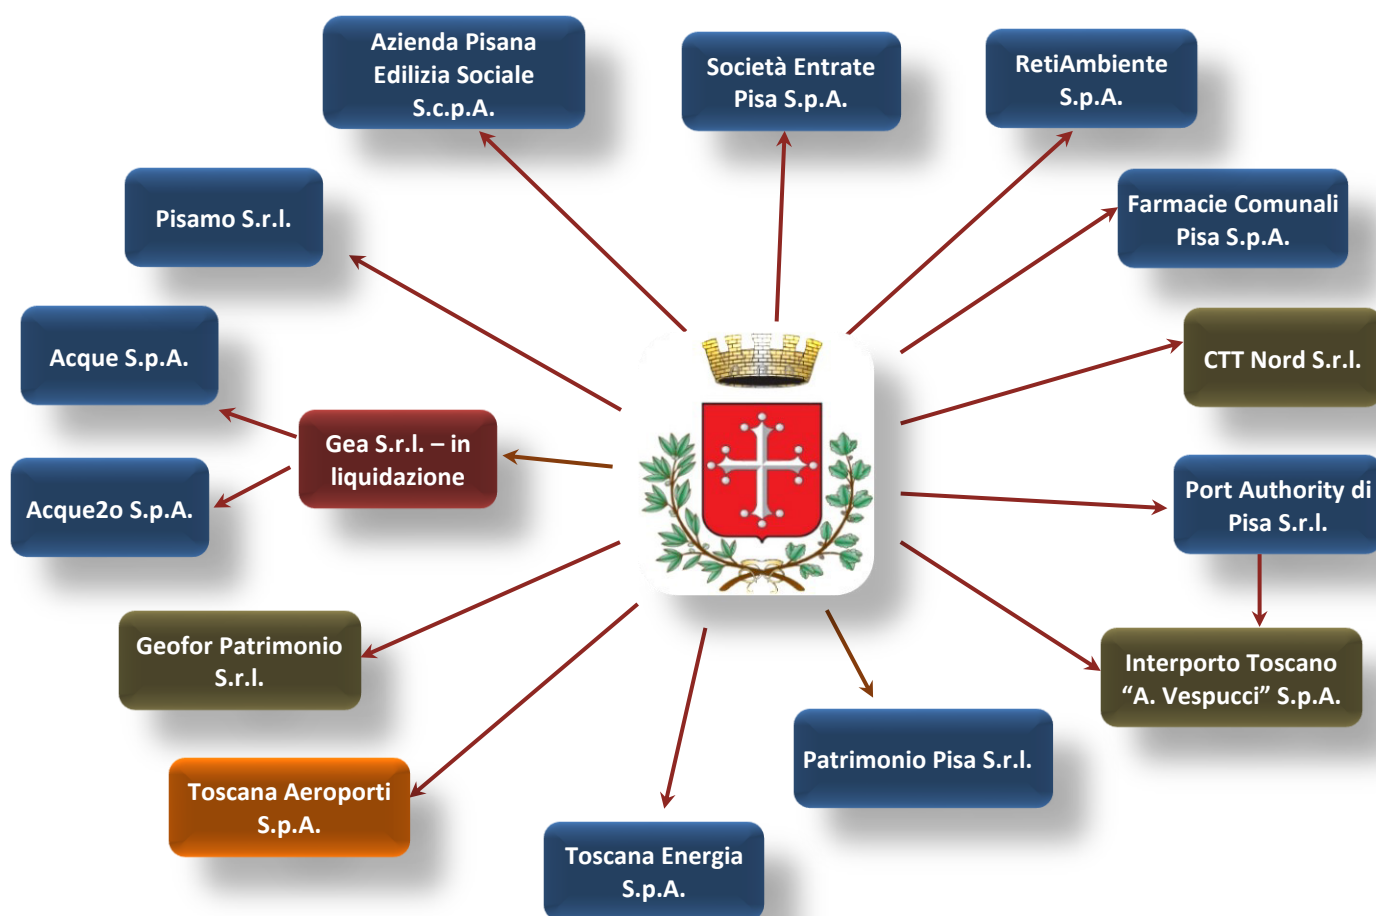 Azienda Pisana
Edilizia Sociale
S.c.p.A.
Società Entrate
Pisa S.p.A.
RetiAmbiente
S.p.A.
Pisamo S.r.l.
Farmacie Comunali
Pisa S.p.A.
Acque S.p.A.
CTT Nord S.r.l.
Gea S.r.l. – in
liquidazione
Acque2o S.p.A.
Port Authority di
Pisa S.r.l.
Geofor Patrimonio
S.r.l.
Interporto Toscano
“A. Vespucci” S.p.A.
Patrimonio Pisa S.r.l.
Toscana Aeroporti
S.p.A.
Toscana Energia
S.p.A.